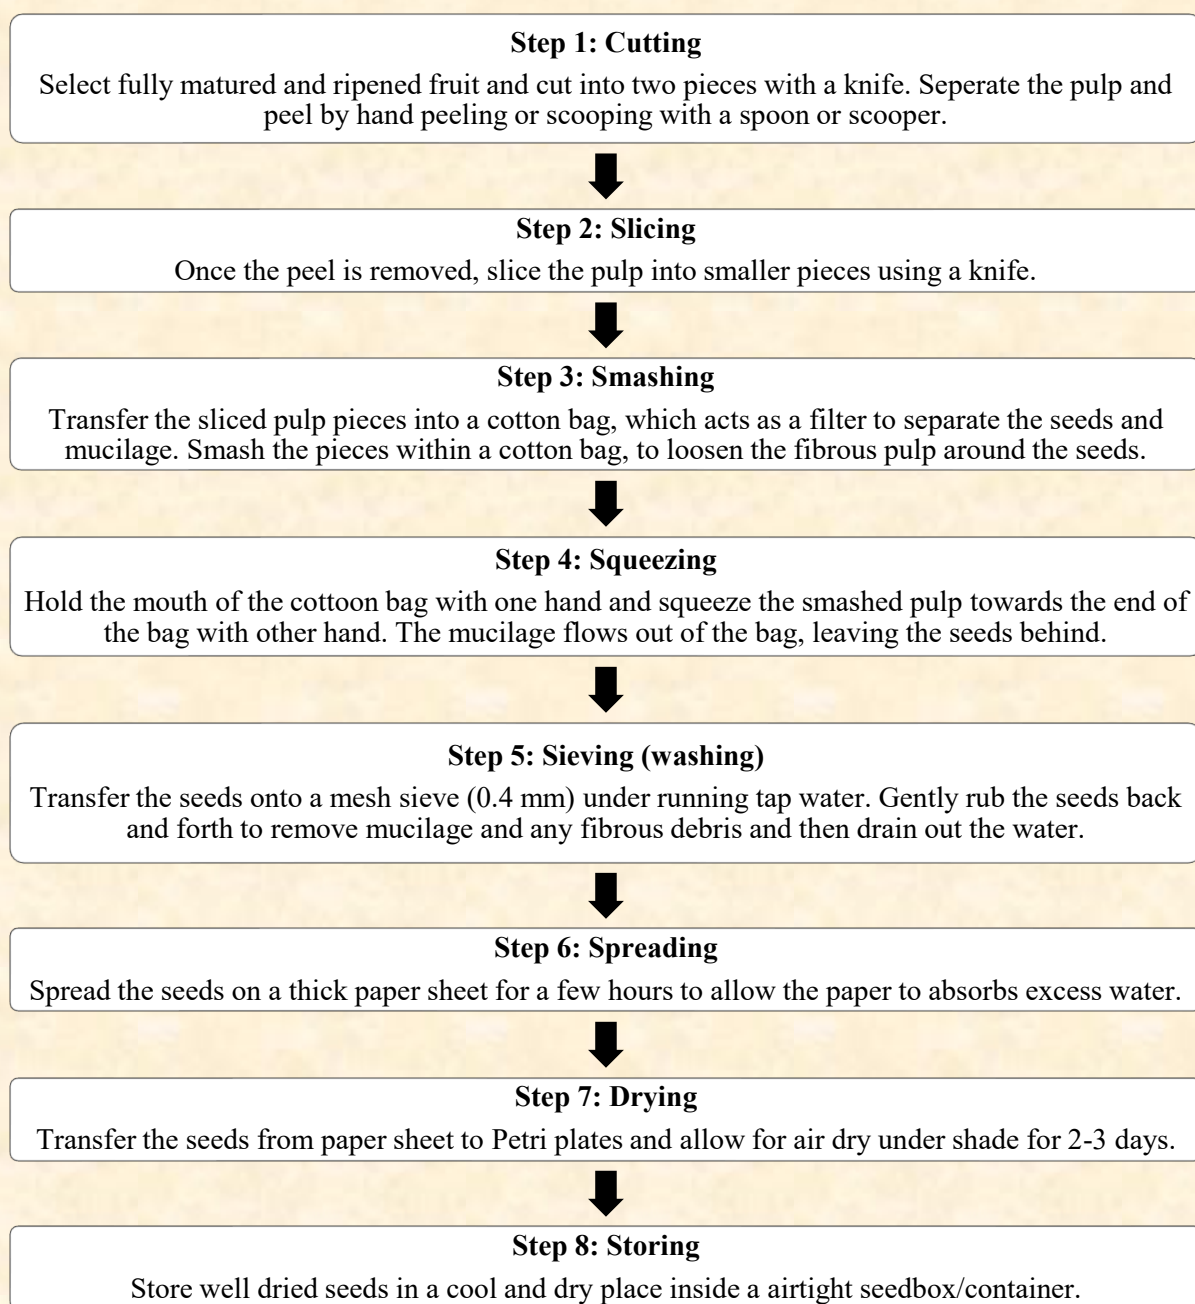 Step 1: Cutting
Select fully matured and ripened fruit and cut into two pieces with a knife. Seperate the pulp and
peel by hand peeling or scooping with a spoon or scooper.
Step 2: Slicing
Once the peel is removed, slice the pulp into smaller pieces using a knife.
Step 3: Smashing
Transfer the sliced pulp pieces into a cotton bag, which acts as a filter to separate the seeds and
mucilage. Smash the pieces within a cotton bag, to loosen the fibrous pulp around the seeds.
Step 4: Squeezing
Hold the mouth of the cottoon bag with one hand and squeeze the smashed pulp towards the end of
the bag with other hand. The mucilage flows out of the bag, leaving the seeds behind.
Step 5: Sieving (washing)
Transfer the seeds onto a mesh sieve (0.4 mm) under running tap water. Gently rub the seeds back
and forth to remove mucilage and any fibrous debris and then drain out the water.
Step 6: Spreading
Spread the seeds on a thick paper sheet for a few hours to allow the paper to absorbs excess water.
Step 7: Drying
Transfer the seeds from paper sheet to Petri plates and allow for air dry under shade for 2-3 days.
Step 8: Storing
Store well dried seeds in a cool and dry place inside a airtight seedbox/container.